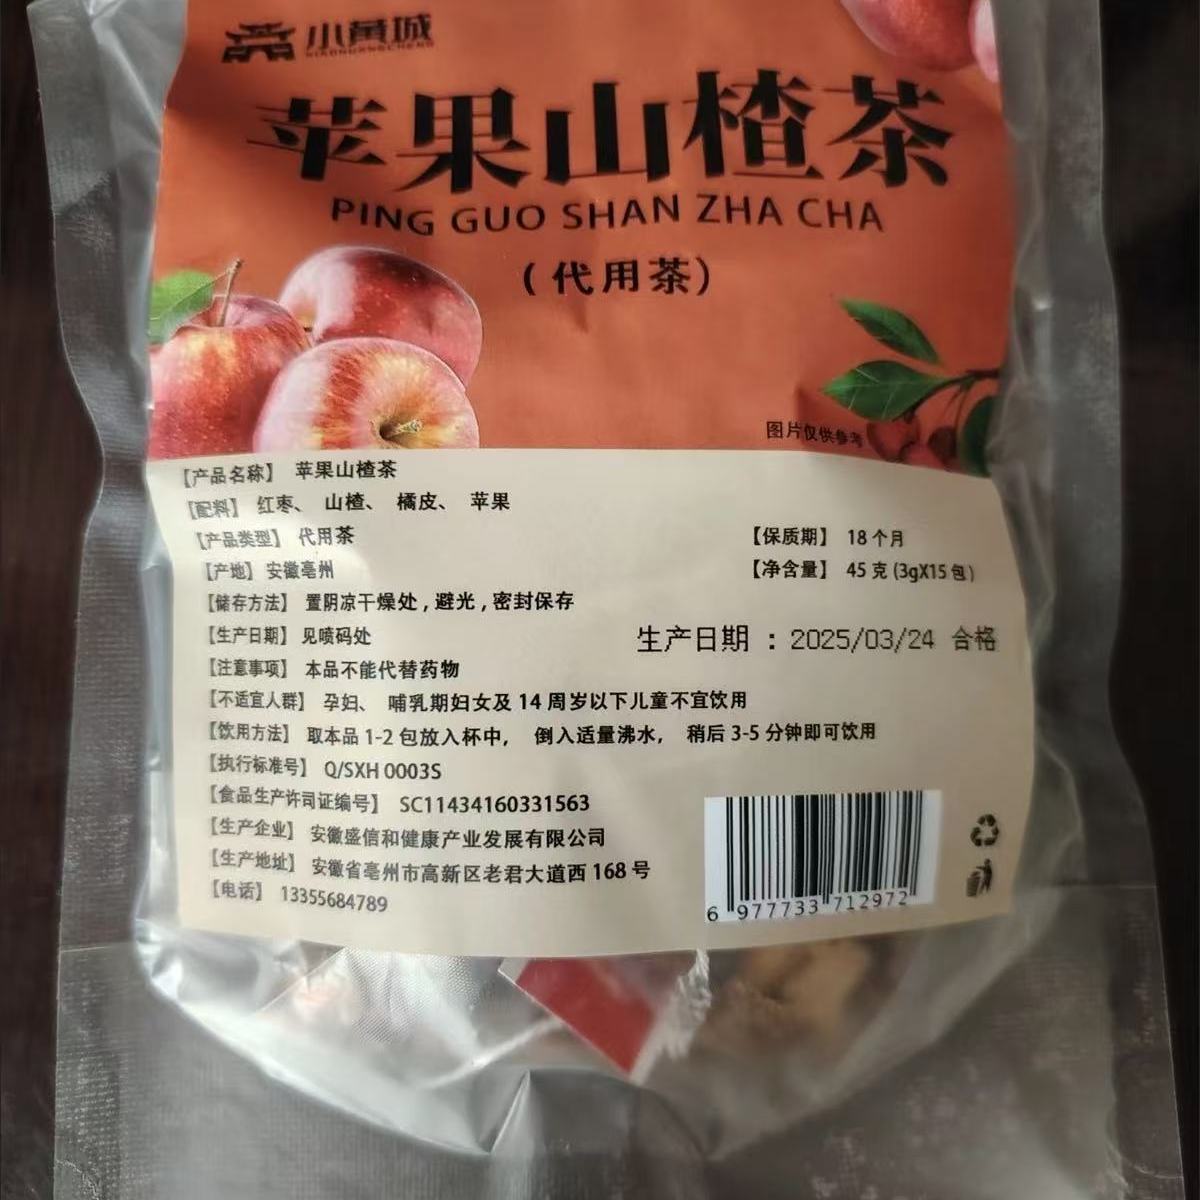 小黄城
XIAOHUANGCHENG
苹果山楂茶
PING GUO SHAN ZHA CHA
(代用茶)
图片仅供参考
【产品名称】 苹果山楂茶
【配料】 红枣、 山楂、 橘皮、 苹果
【产品类型】 代用茶
【保质期】 18个月
【产地】 安徽亳州
【净含量】 45克(3gX15包)
【储存方法】 置阴凉干燥处,避光,密封保存
【生产日期】 见喷码处
生产日期 : 2025/03/24 合格
【注意事项】 本品不能代替药物
【不适宜人群】 孕妇、 哺乳期妇女及14周岁以下儿童不宜饮用
【饮用方法】 取本品1-2包放入杯中, 倒入适量沸水, 稍后3-5分钟即可饮用
【执行标准号】 Q/SXH 0003S
【食品生产许可证编号】 SC11434160331563
【生产企业】 安徽盛信和健康产业发展有限公司
【生产地址】 安徽省亳州市高新区老君大道西168号
【电话】 13355684789
6 977733 712972